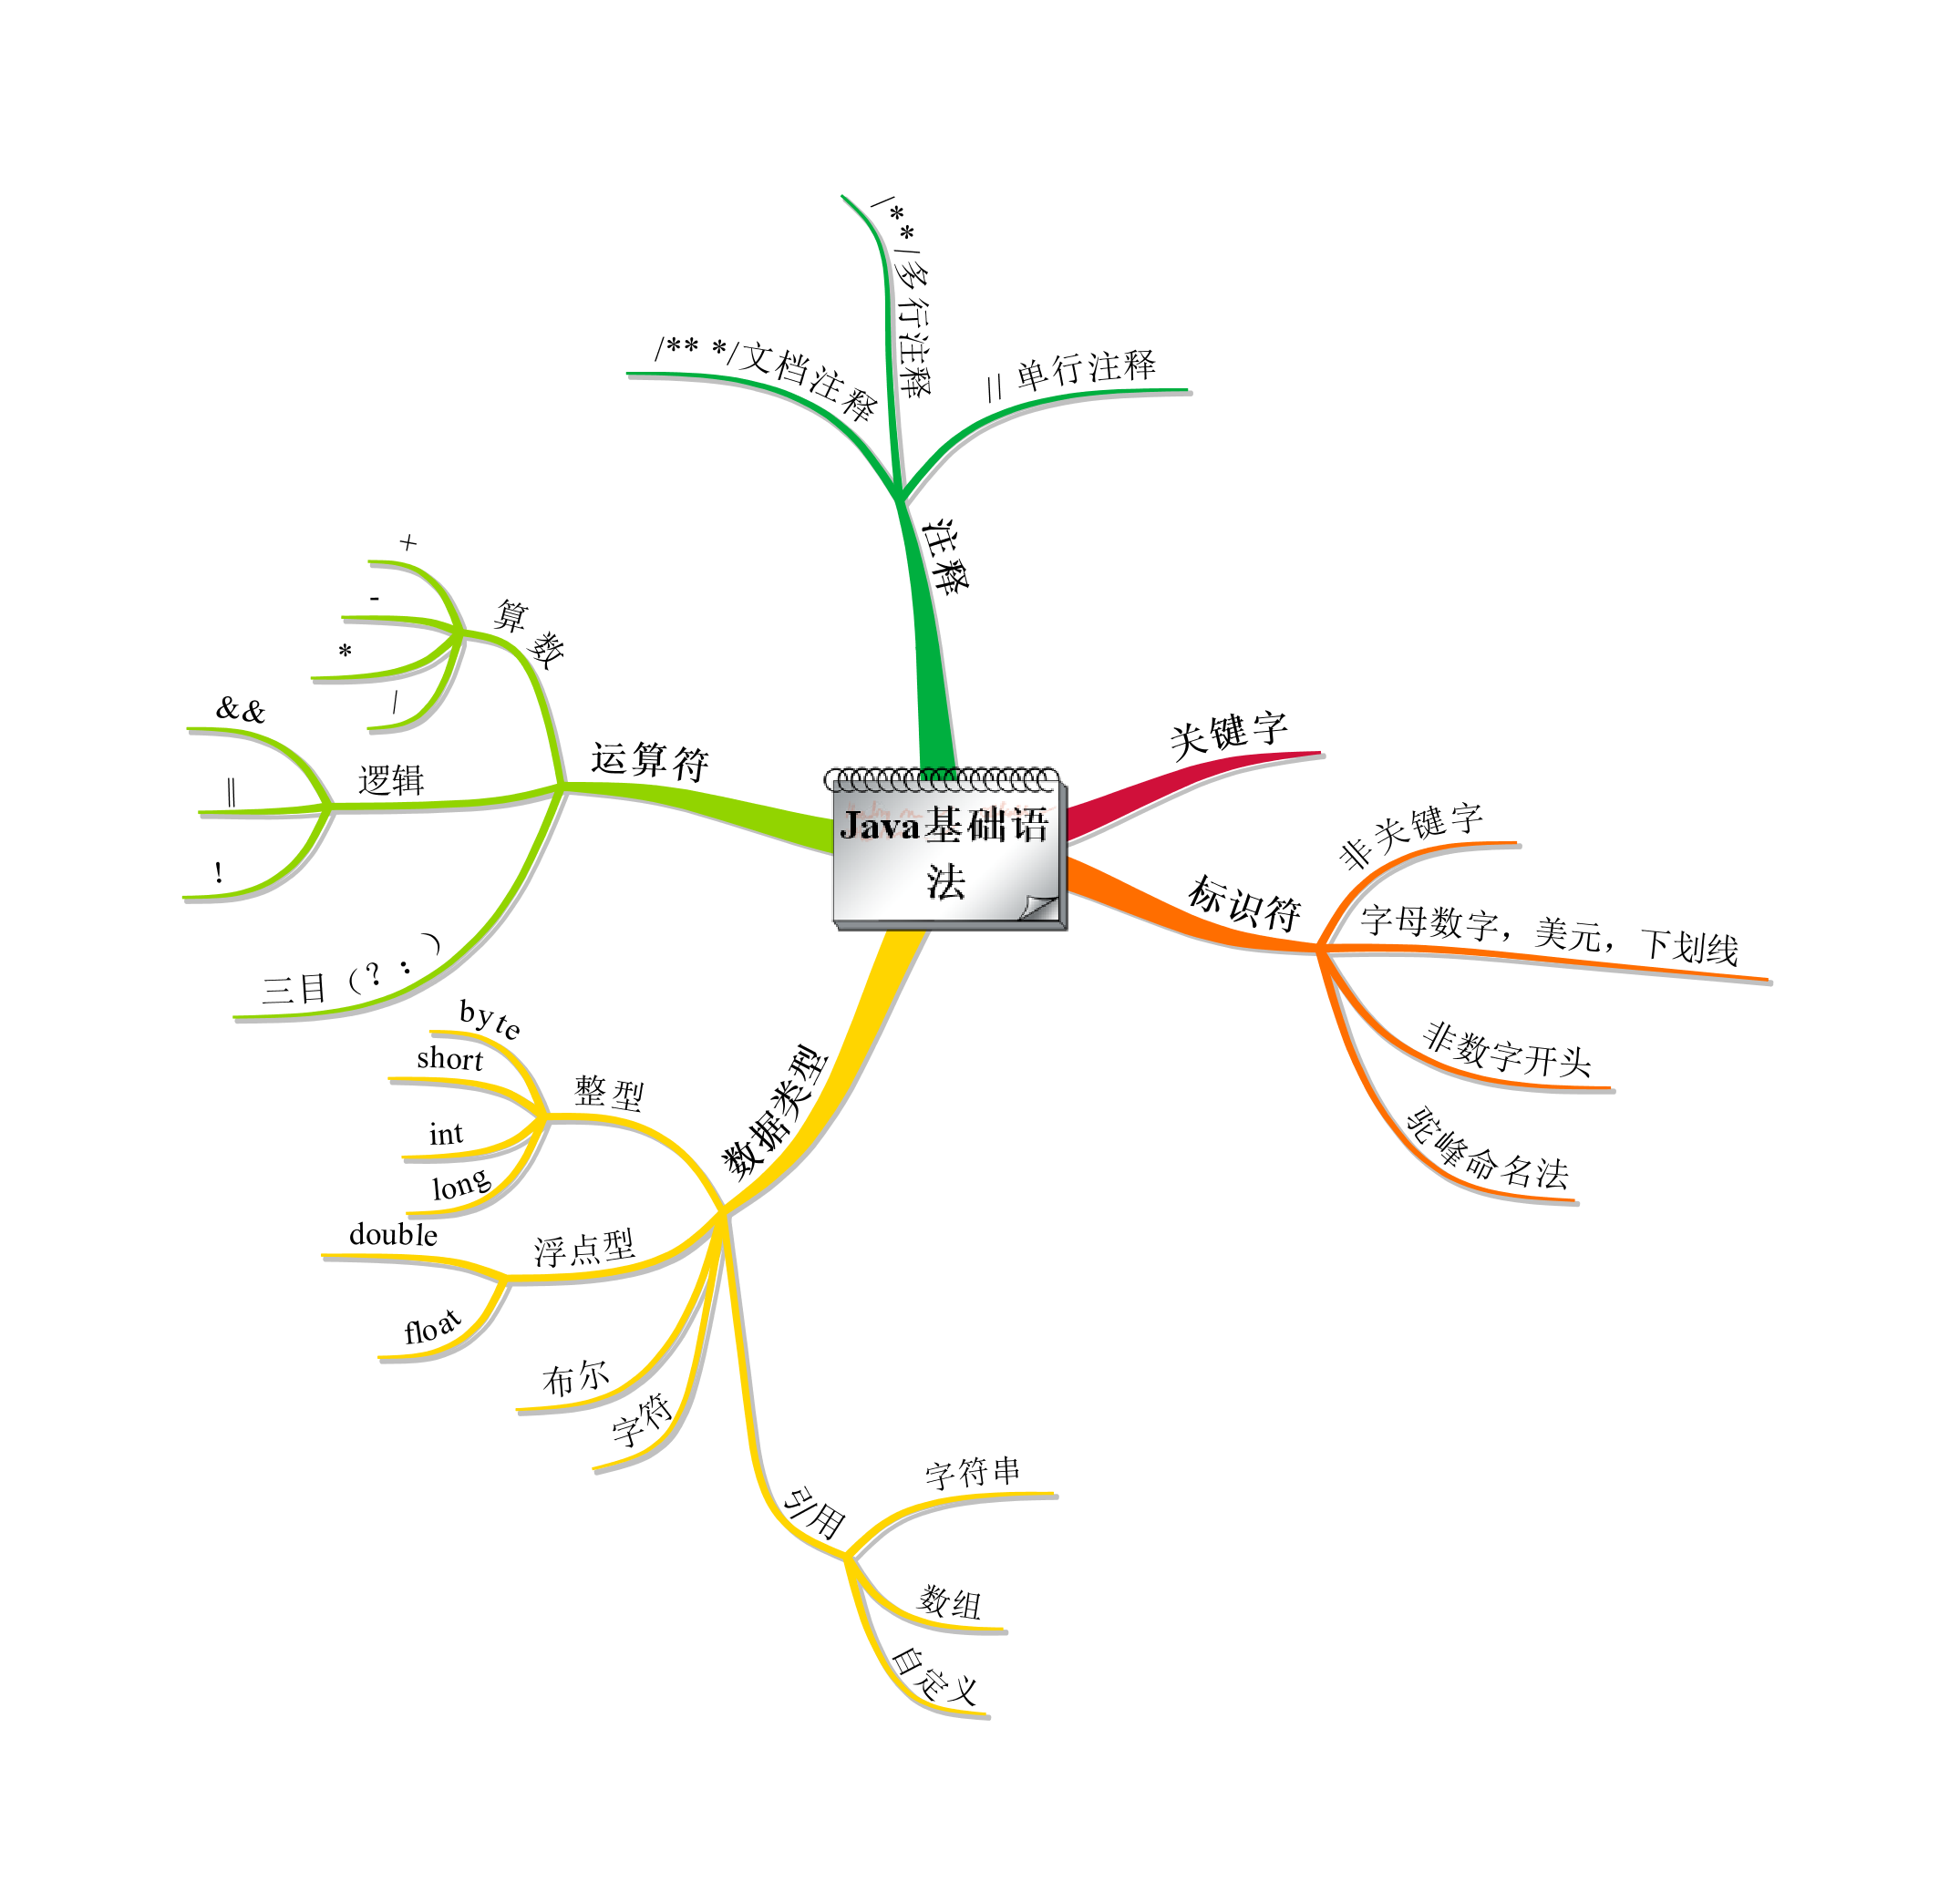 Java基础语
法
关键字
标识符
非关键字
字母数字，美元，下划线
非数字开头
驼峰命名法
数据类型
整型
byte
short
int
long
浮点型
double
float
布尔
字符
引用
字符串
数组
自定义
运算符
算数
+
-
*
/
逻辑
&&
||
!
三目（?：）
注释
/** */文档注释
/**/多行注释
// 单行注释